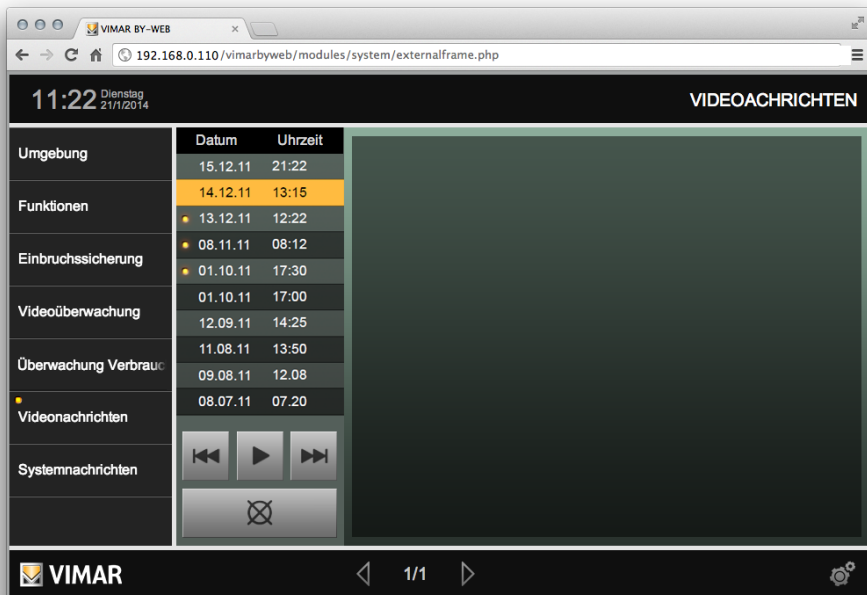 VIMAR BY-WEB
192.168.0.110/vimarbyweb/modules/system/externalframe.php
11:22 Dienstag 21/1/2014
VIDEOACHRICHTEN
Umgebung
Funktionen
Einbruchssicherung
Videoüberwachung
Überwachung Verbrauc
Videonachrichten
Systemnachrichten
Datum Uhrzeit
15.12.11 21:22
14.12.11 13:15
13.12.11 12:22
08.11.11 08:12
01.10.11 17:30
01.10.11 17:00
12.09.11 14:25
11.08.11 13:50
09.08.11 12.08
08.07.11 07.20
VIMAR
1/1